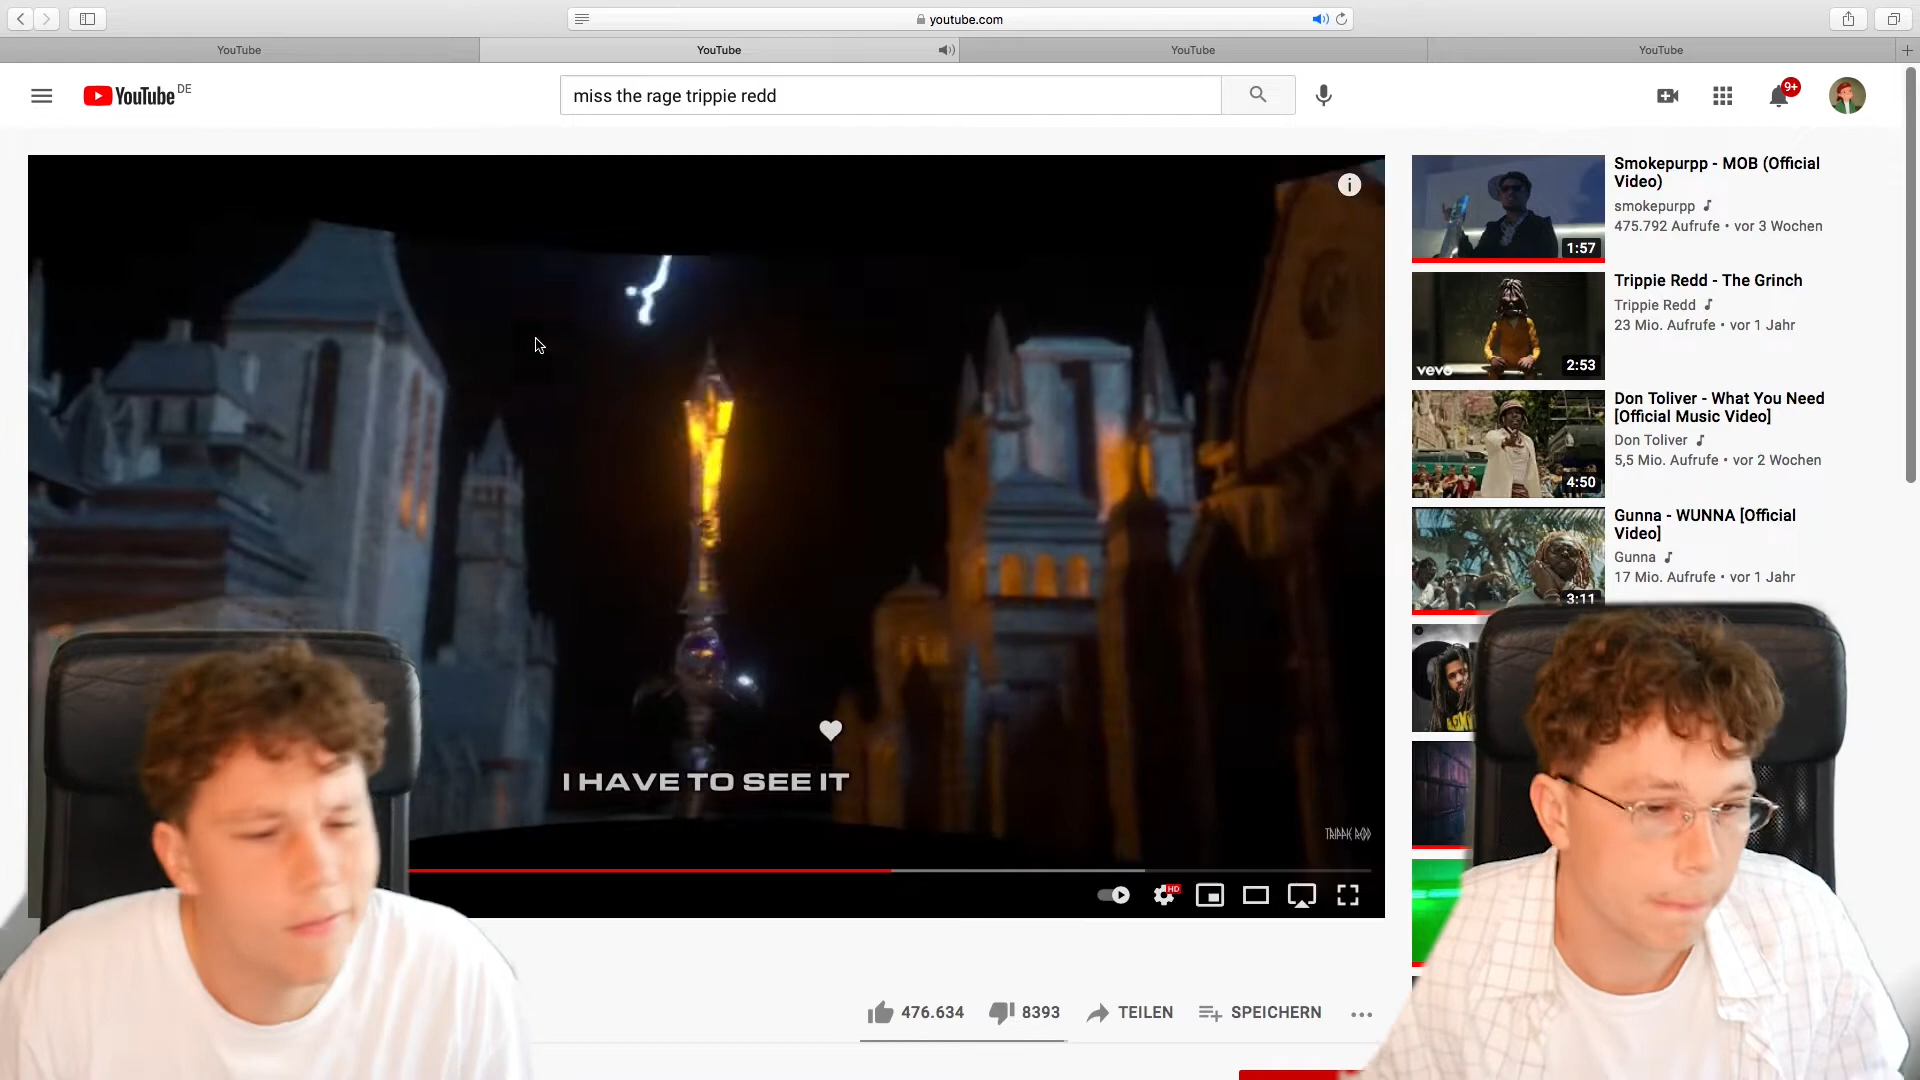 youtube.com
YouTube
YouTube
YouTube
YouTube
YouTube DE
miss the rage trippie redd
9+
Smokepurpp - MOB (Official
Video)
smokepurpp
475.792 Aufrufe • vor 3 Wochen
1:57
Trippie Redd - The Grinch
Trippie Redd
23 Mio. Aufrufe • vor 1 Jahr
vevo
2:53
Don Toliver - What You Need
[Official Music Video]
Don Toliver
5,5 Mio. Aufrufe • vor 2 Wochen
4:50
Gunna - WUNNA [Official
Video]
Gunna
17 Mio. Aufrufe • vor 1 Jahr
3:11
I HAVE TO SEE IT
TRIPPIE REDD
HD
476.634
8393
TEILEN
SPEICHERN